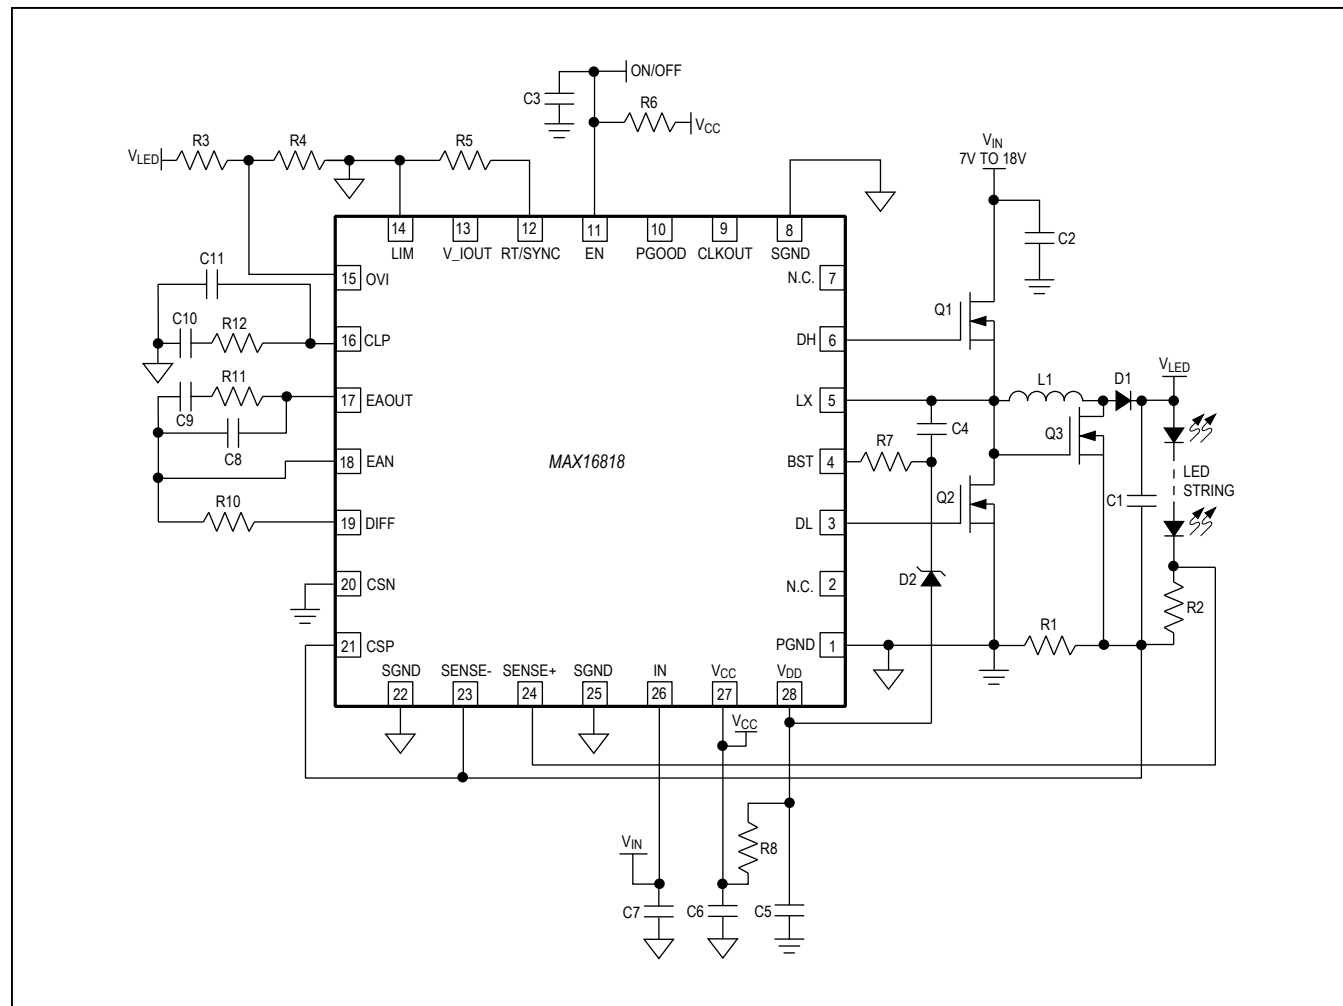 ON/OFF
C3
R6
VCC
VLED
R3
R4
R5
VIN
7V TO 18V
C2
14
13
12
11
10
9
8
LIM
V_IOUT
RT/SYNC
EN
PGOOD
CLKOUT
SGND
C11
15
OVI
N.C.
7
C10
R12
16
CLP
DH
6
Q1
R11
C9
C8
17
EAOUT
LX
5
L1
D1
VLED
C4
Q3
18
EAN
MAX16818
BST
4
R7
LED
STRING
R10
19
DIFF
DL
3
Q2
C1
20
CSN
N.C.
2
D2
R2
21
CSP
PGND
1
R1
SGND
SENSE-
SENSE+
SGND
IN
VCC
VDD
22
23
24
25
26
27
28
VCC
VIN
R8
C7
C6
C5